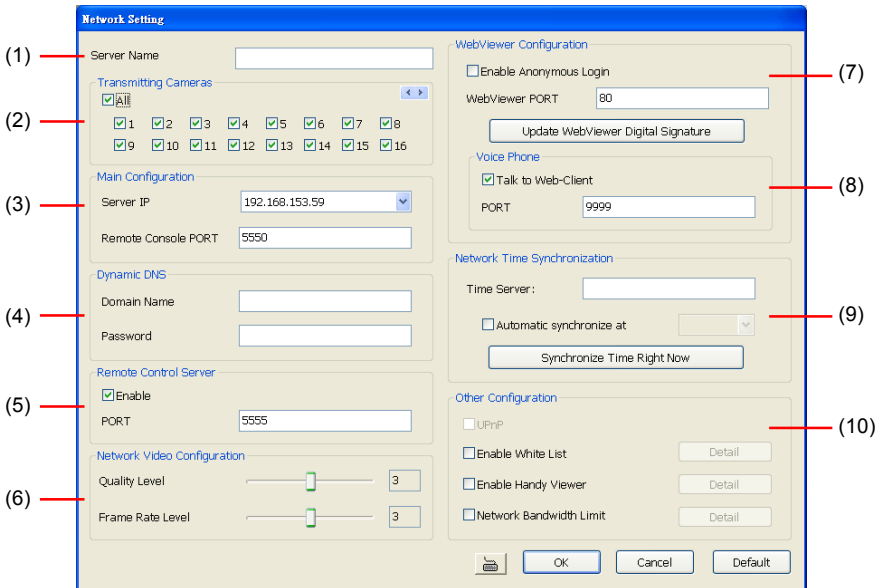 Network Setting
(1)
Server Name
Transmitting Cameras
All
(2)
1 2 3 4 5 6 7 8
9 10 11 12 13 14 15 16
Main Configuration
(3)
Server IP 192.168.153.59
Remote Console PORT 5550
Dynamic DNS
Domain Name
(4)
Password
Remote Control Server
Enable
(5)
PORT 5555
Network Video Configuration
Quality Level 3
(6)
Frame Rate Level 3
WebViewer Configuration
Enable Anonymous Login
(7)
WebViewer PORT 80
Update WebViewer Digital Signature
Voice Phone
Talk to Web-Client
(8)
PORT 9999
Network Time Synchronization
Time Server:
(9)
Automatic synchronize at
Synchronize Time Right Now
Other Configuration
UPnP
(10)
Enable White List Detail
Enable Handy Viewer Detail
Network Bandwidth Limit Detail
OK Cancel Default